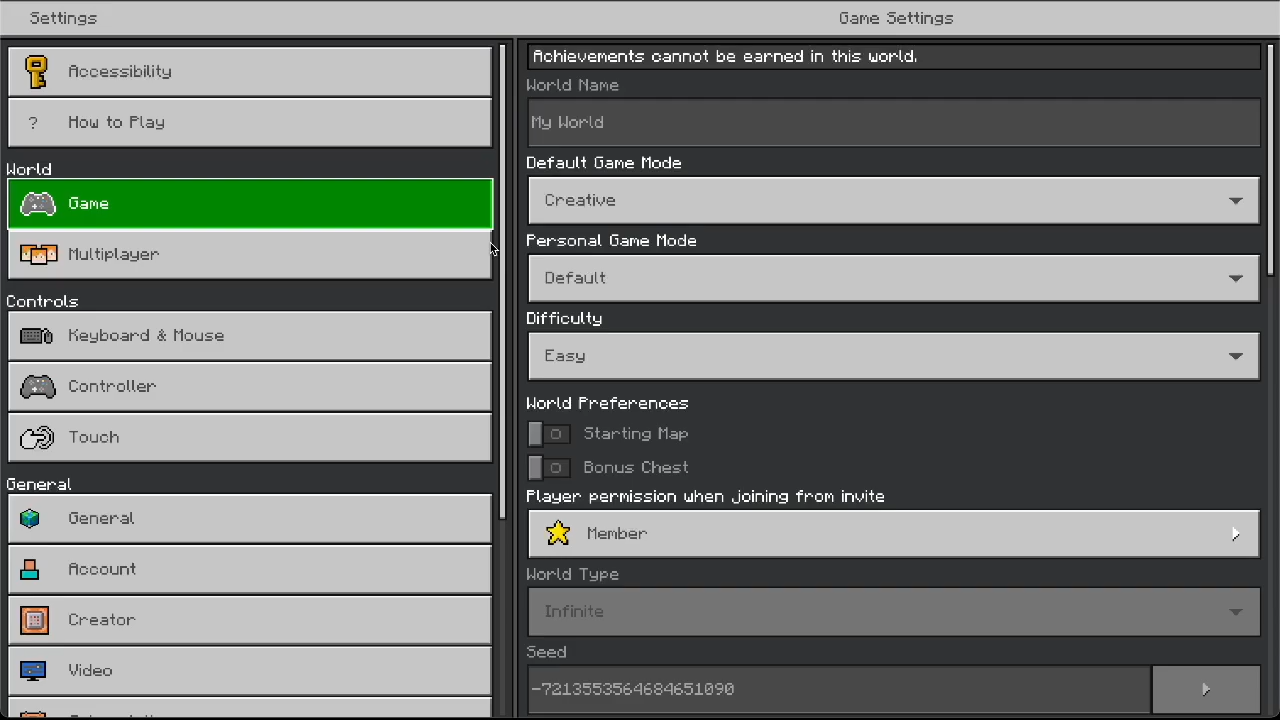 Settings
Game Settings
Accessibility
? How to Play
World
Game
Multiplayer
Controls
Keyboard & Mouse
Controller
Touch
General
General
Account
Creator
Video
Achievements cannot be earned in this world.
World Name
My World
Default Game Mode
Creative
Personal Game Mode
Default
Difficulty
Easy
World Preferences
Starting Map
Bonus Chest
Player permission when joining from invite
Member
World Type
Infinite
Seed
-7213553564684651090